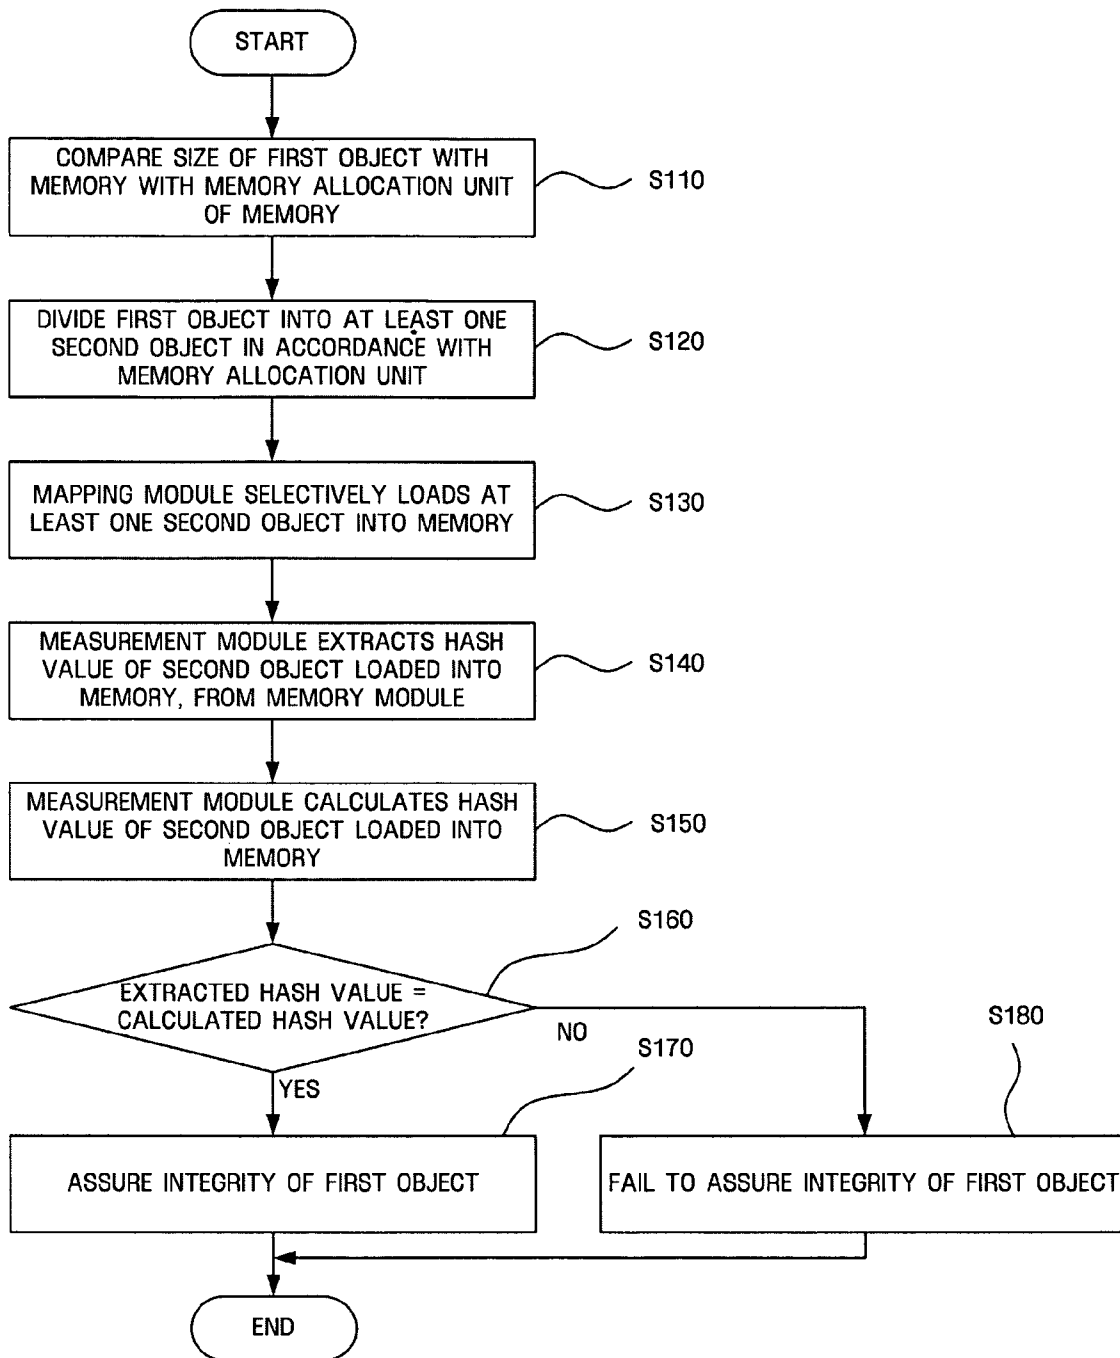 START
COMPARE SIZE OF FIRST OBJECT WITH
MEMORY WITH MEMORY ALLOCATION UNIT
OF MEMORY
S110
DIVIDE FIRST OBJECT INTO AT LEAST ONE
SECOND OBJECT IN ACCORDANCE WITH
MEMORY ALLOCATION UNIT
S120
MAPPING MODULE SELECTIVELY LOADS AT
LEAST ONE SECOND OBJECT INTO MEMORY
S130
MEASUREMENT MODULE EXTRACTS HASH
VALUE OF SECOND OBJECT LOADED INTO
MEMORY, FROM MEMORY MODULE
S140
MEASUREMENT MODULE CALCULATES HASH
VALUE OF SECOND OBJECT LOADED INTO
MEMORY
S150
S160
EXTRACTED HASH VALUE =
CALCULATED HASH VALUE?
NO
YES
S170
S180
ASSURE INTEGRITY OF FIRST OBJECT
FAIL TO ASSURE INTEGRITY OF FIRST OBJECT
END